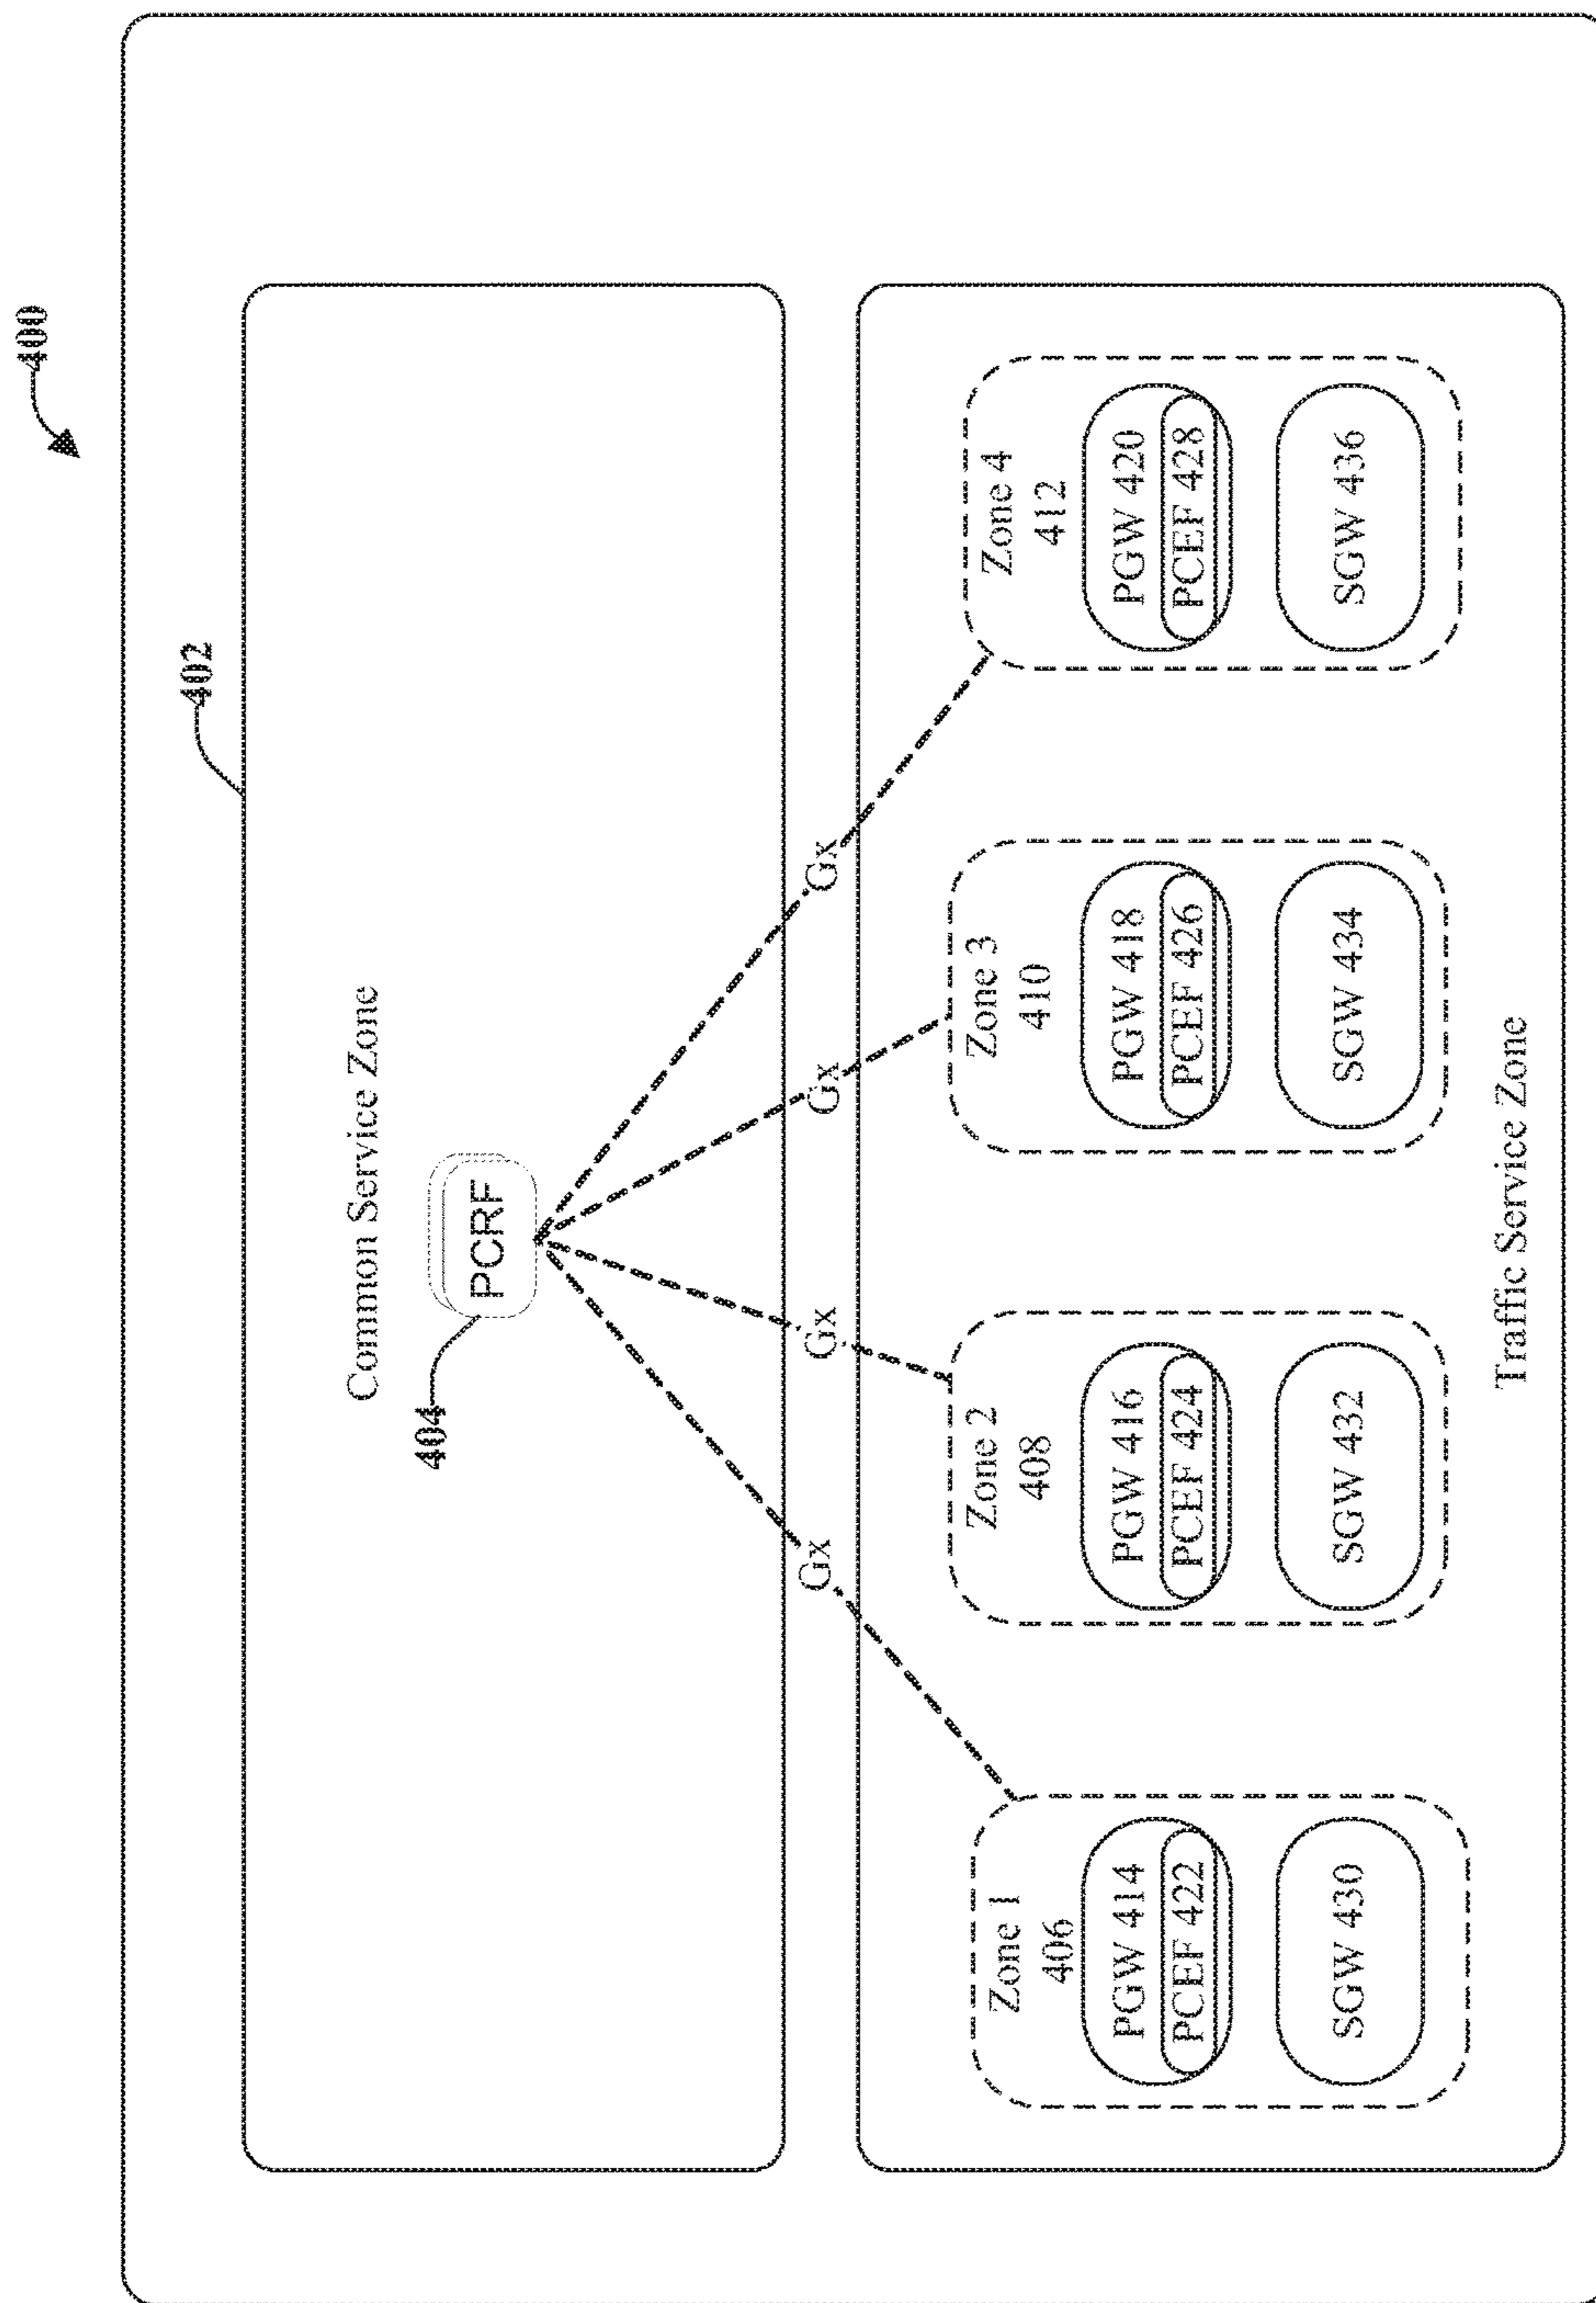 400
402
Common Service Zone
PCRF
404
Gx
Gx
Gx
Gx
Zone 1
406
PGW 414
PCEF 422
SGW 430
Zone 2
408
PGW 416
PCEF 424
SGW 432
Zone 3
410
PGW 418
PCEF 426
SGW 434
Zone 4
412
PGW 420
PCEF 428
SGW 436
Traffic Service Zone